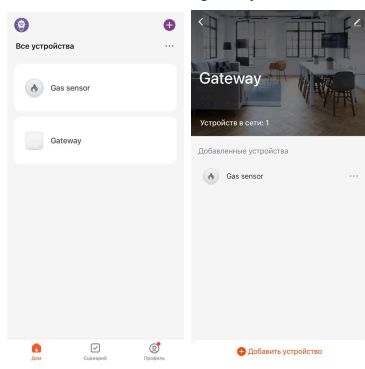 Все устройства
Gas sensor
Gateway
Дом
Сценарий
Профиль
Gateway
Устройств в сети: 1
Добавленные устройства
Gas sensor
Добавить устройство